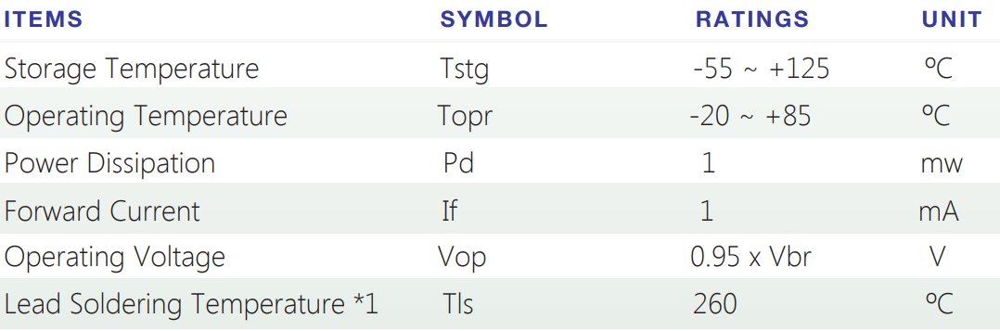 ITEMS SYMBOL RATINGS UNIT
Storage Temperature Tstg -55 ~ +125 ºC
Operating Temperature Topr -20 ~ +85 ºC
Power Dissipation Pd 1 mw
Forward Current If 1 mA
Operating Voltage Vop 0.95 x Vbr V
Lead Soldering Temperature *1 Tls 260 ºC